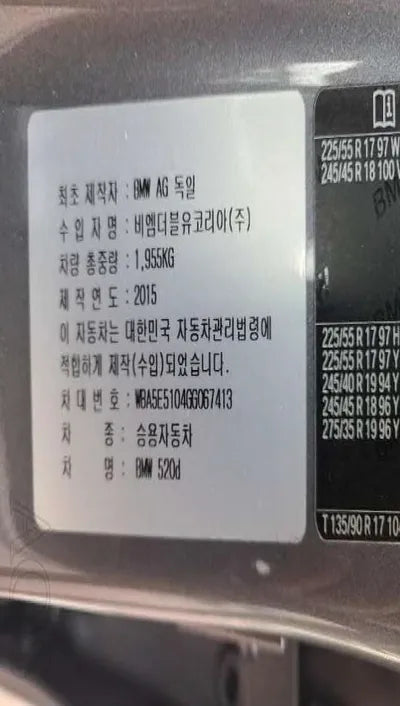 최초 제작자 : BMW AG 독일
수 입 자 명 : 비엠더블유코리아(주)
차량 총중량 : 1,955KG
제 작 연 도 : 2015
이 자동차는 대한민국 자동차관리법령에
적합하게 제작(수입)되었습니다.
차 대 번 호 : WBA5E5104GG067413
차 종 : 승용자동차
차 명 : BMW 520d
225/55 R 17 97 W
245/45 R 18 100
225/55 R 17 97 H
225/55 R 17 97 Y
245/40 R 19 94 Y
245/45 R 18 96 Y
275/35 R 19 96 Y
T 135/90 R 17 104